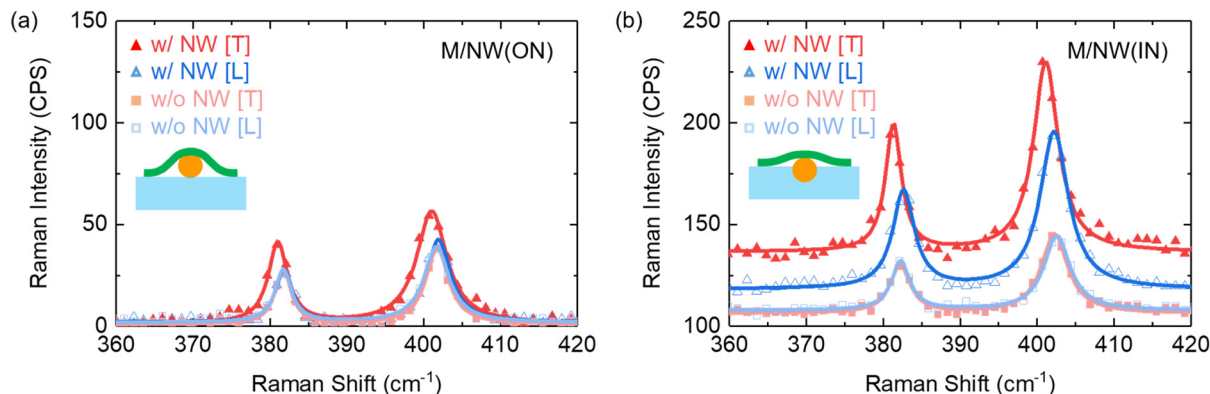 (a)
150
100
50
0
Raman Intensity (CPS)
w/ NW [T]
w/ NW [L]
w/o NW [T]
w/o NW [L]
M/NW(ON)
360 370 380 390 400 410 420
Raman Shift (cm⁻¹)
(b)
250
200
150
100
Raman Intensity (CPS)
w/ NW [T]
w/ NW [L]
w/o NW [T]
w/o NW [L]
M/NW(IN)
360 370 380 390 400 410 420
Raman Shift (cm⁻¹)